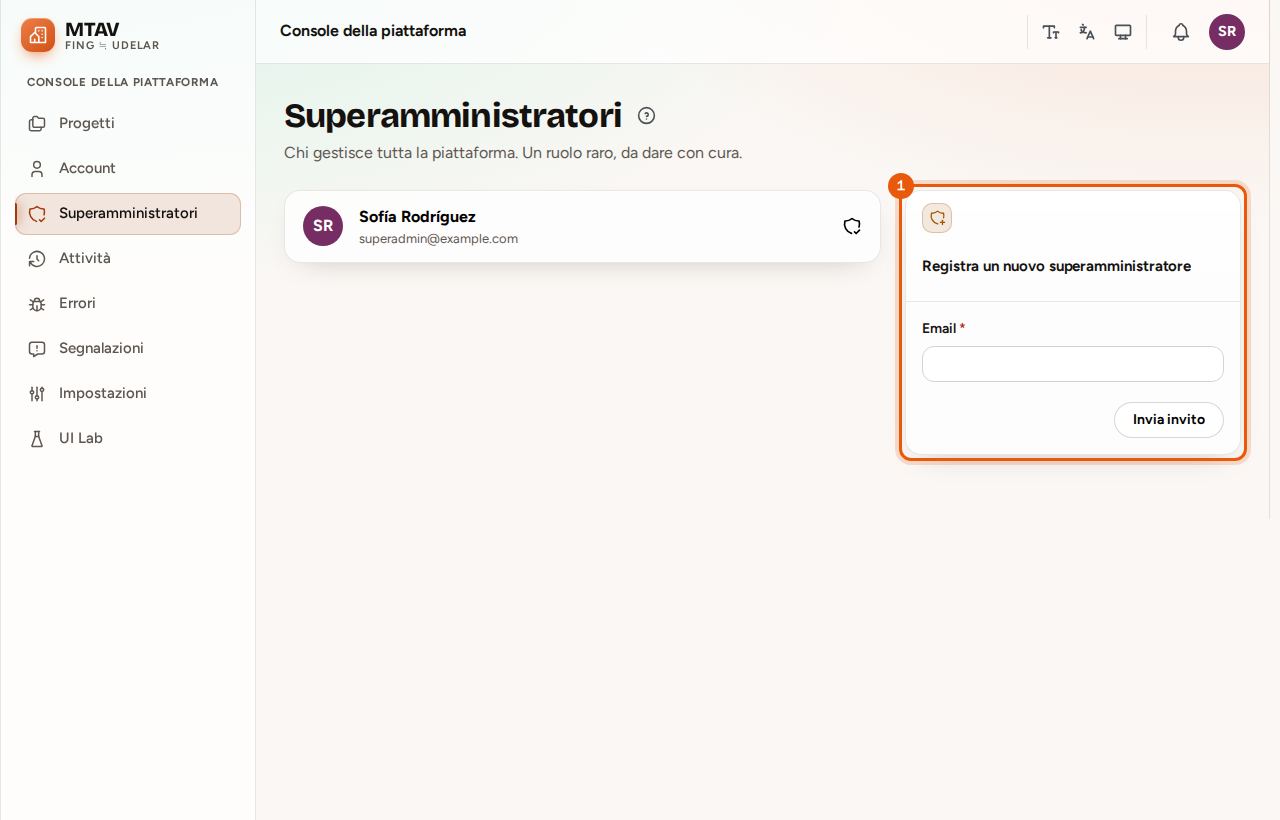 MTAV
FING ≒ UDELAR
CONSOLE DELLA PIATTAFORMA
Progetti
Account
Superamministratori
Attività
Errori
Segnalazioni
Impostazioni
UI Lab
Console della piattaforma
SR
Superamministratori
Chi gestisce tutta la piattaforma. Un ruolo raro, da dare con cura.
SR
Sofía Rodríguez
superadmin@example.com
1
Registra un nuovo superamministratore
Email *
Invia invito